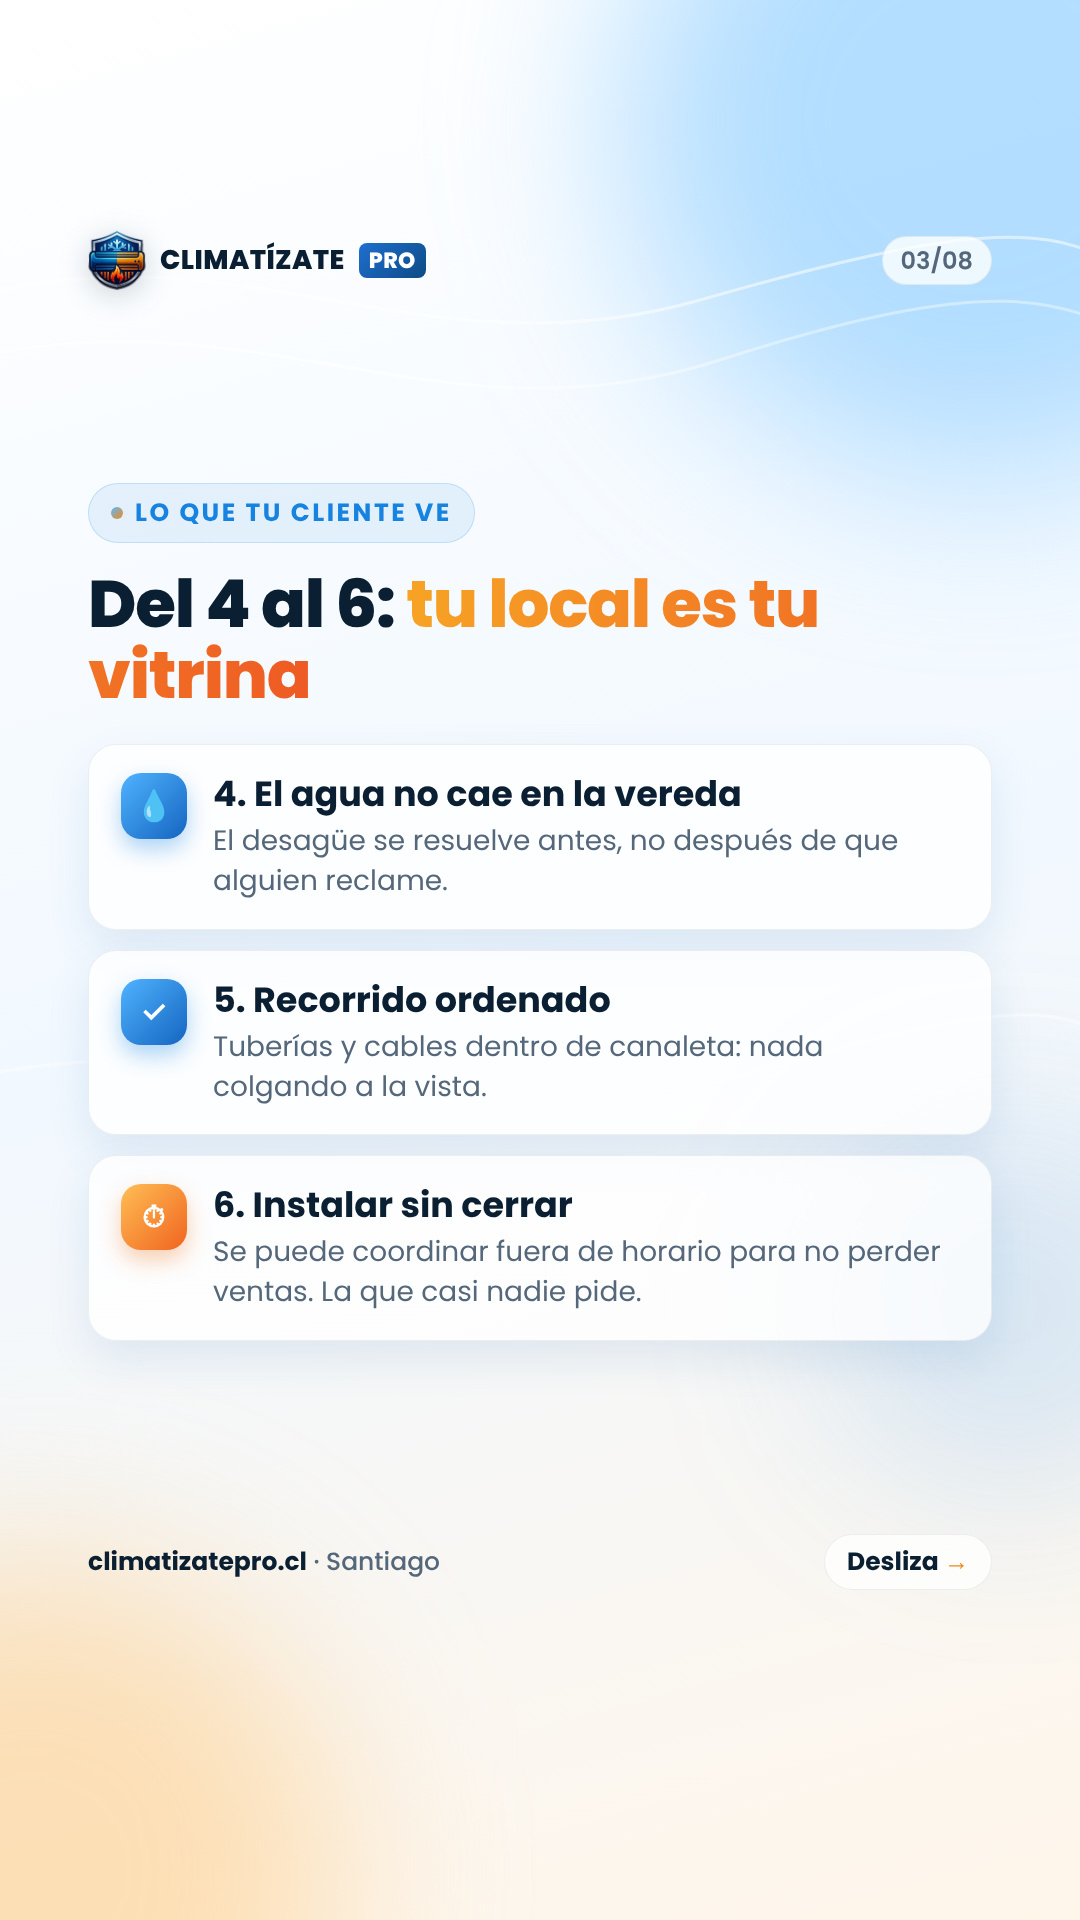 CLIMATÍZATE PRO
03/08
LO QUE TU CLIENTE VE
Del 4 al 6: tu local es tu
vitrina
4. El agua no cae en la vereda
El desagüe se resuelve antes, no después de que
alguien reclame.
5. Recorrido ordenado
Tuberías y cables dentro de canaleta: nada
colgando a la vista.
6. Instalar sin cerrar
Se puede coordinar fuera de horario para no perder
ventas. La que casi nadie pide.
climatizatepro.cl · Santiago
Desliza →